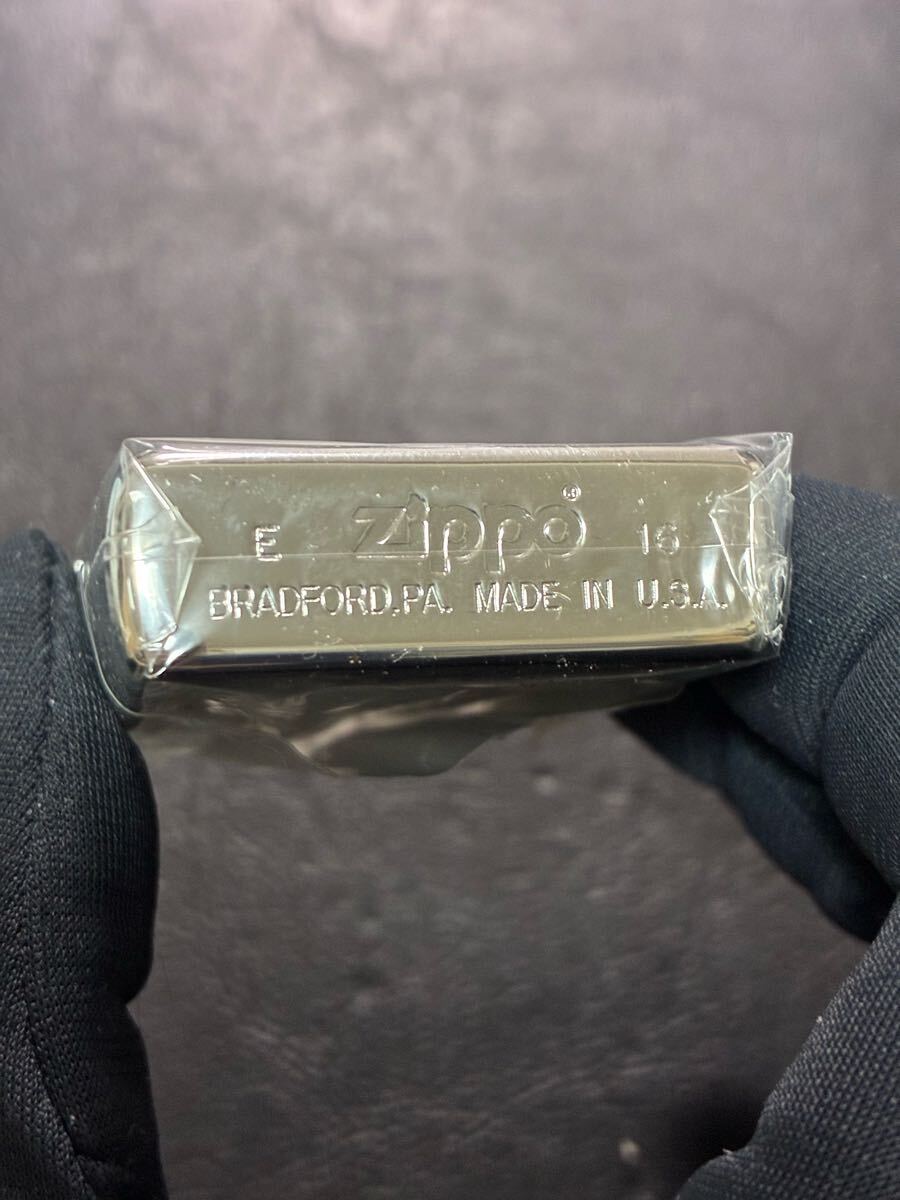 E zippo® 16
BRADFORD,PA. MADE IN U.S.A.